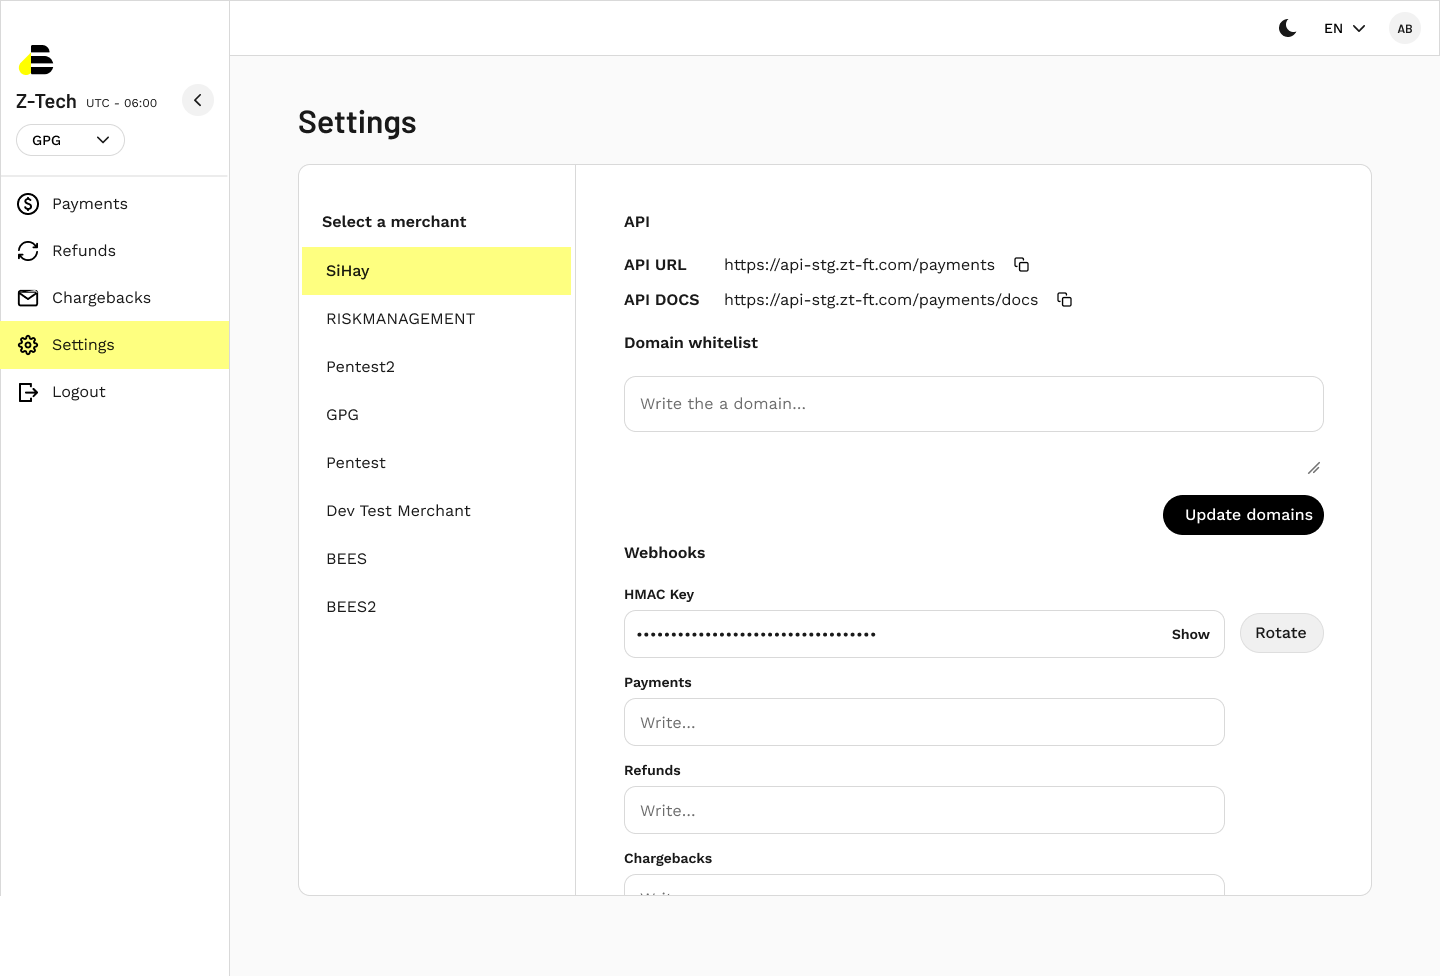 EN
AB
Z-Tech UTC - 06:00
GPG
Payments
Refunds
Chargebacks
Settings
Logout
Settings
Select a merchant
SiHay
RISKMANAGEMENT
Pentest2
GPG
Pentest
Dev Test Merchant
BEES
BEES2
API
API URL https://api-stg.zt-ft.com/payments
API DOCS https://api-stg.zt-ft.com/payments/docs
Domain whitelist
Write the a domain...
Update domains
Webhooks
HMAC Key
••••••••••••••••••••••••••••••••••• Show Rotate
Payments
Write...
Refunds
Write...
Chargebacks